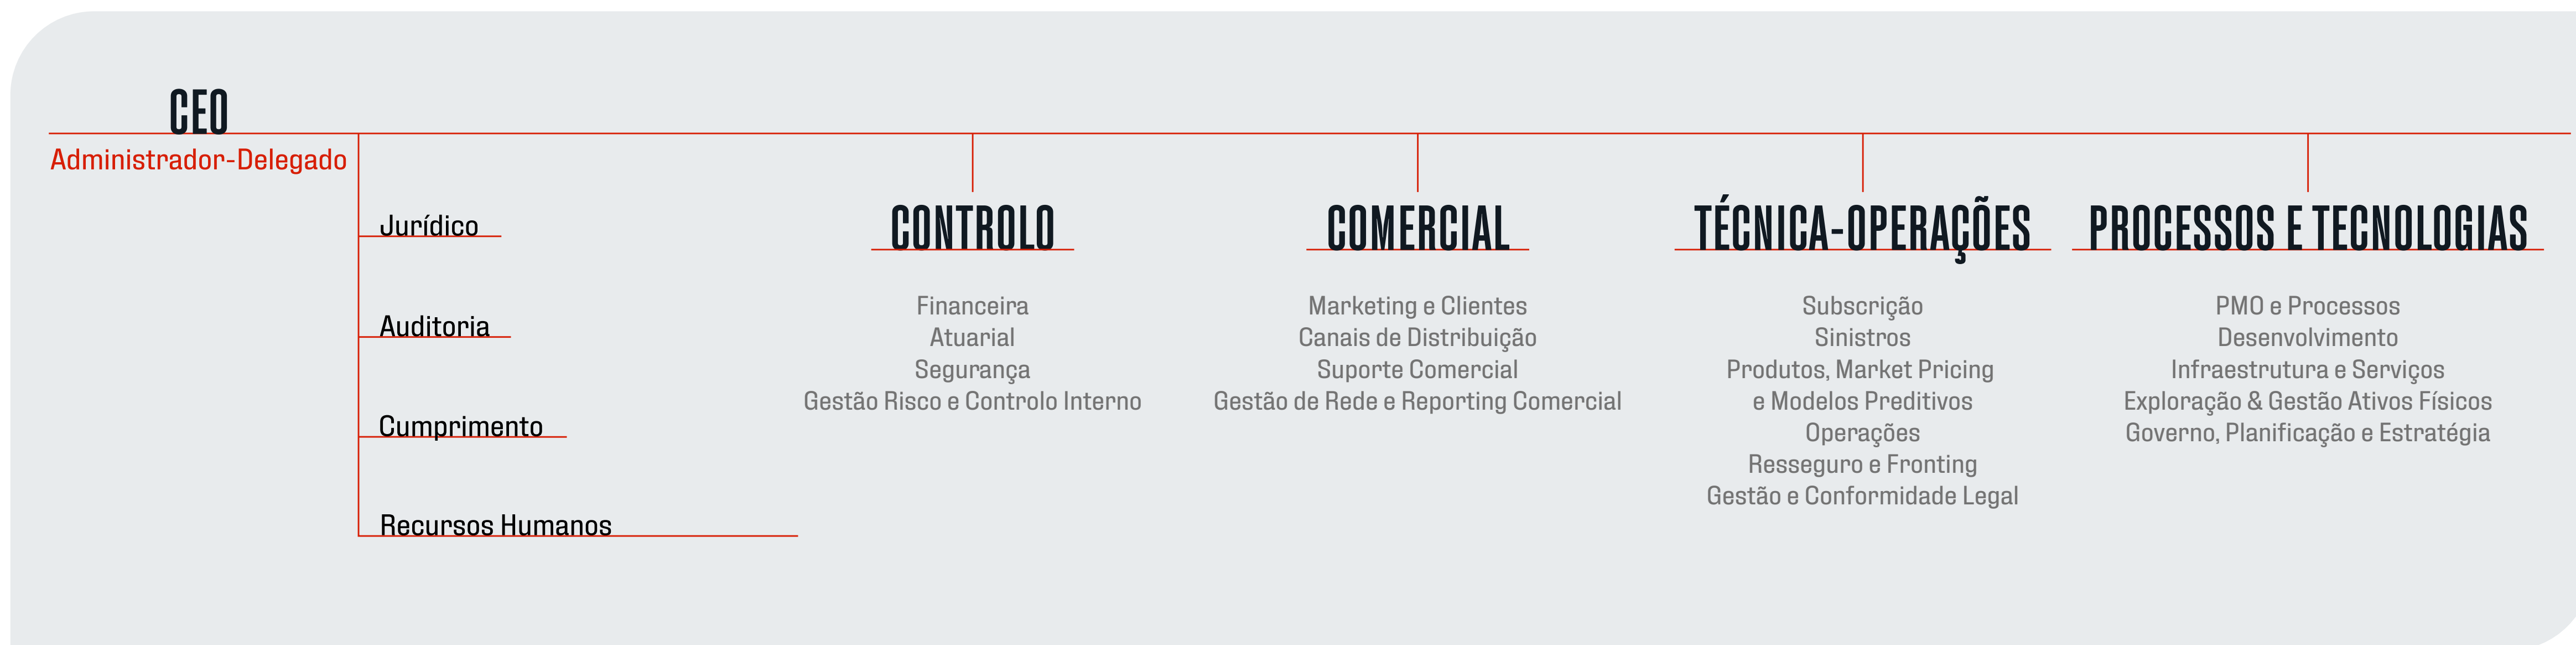 CEO
Administrador-Delegado
Jurídico
Auditoria
Cumprimento
Recursos Humanos
CONTROLO
Financeira
Atuarial
Segurança
Gestão Risco e Controlo Interno
COMERCIAL
Marketing e Clientes
Canais de Distribuição
Suporte Comercial
Gestão de Rede e Reporting Comercial
TÉCNICA-OPERAÇÕES
Subscrição
Sinistros
Produtos, Market Pricing
e Modelos Preditivos
Operações
Resseguro e Fronting
Gestão e Conformidade Legal
PROCESSOS E TECNOLOGIAS
PMO e Processos
Desenvolvimento
Infraestrutura e Serviços
Exploração & Gestão Ativos Físicos
Governo, Planificação e Estratégia